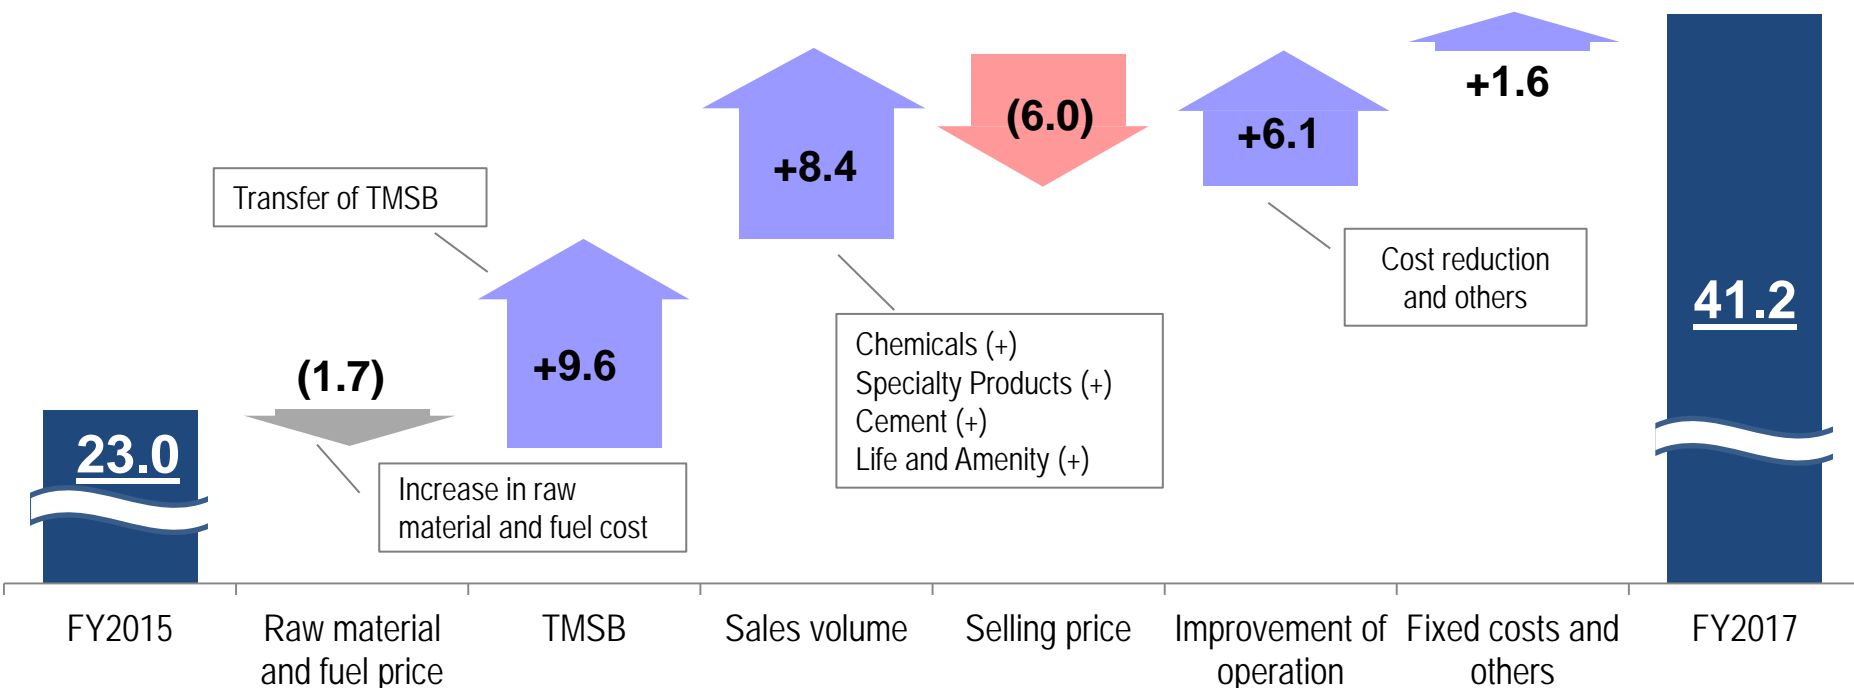 23.0
(1.7)
Increase in raw
material and fuel cost
Transfer of TMSB
+9.6
+8.4
Chemicals (+)
Specialty Products (+)
Cement (+)
Life and Amenity (+)
(6.0)
+6.1
Cost reduction
and others
+1.6
41.2
FY2015
Raw material
and fuel price
TMSB
Sales volume
Selling price
Improvement of
operation
Fixed costs and
others
FY2017